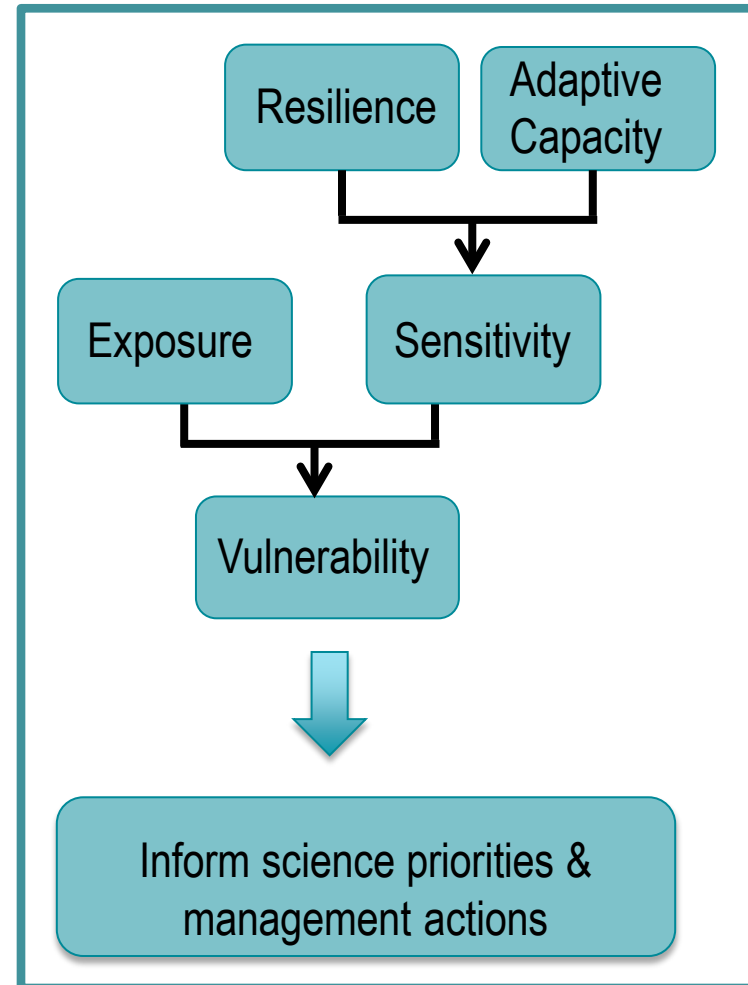 Resilience
Adaptive
Capacity
Exposure
Sensitivity
Vulnerability
Inform science priorities &
management actions